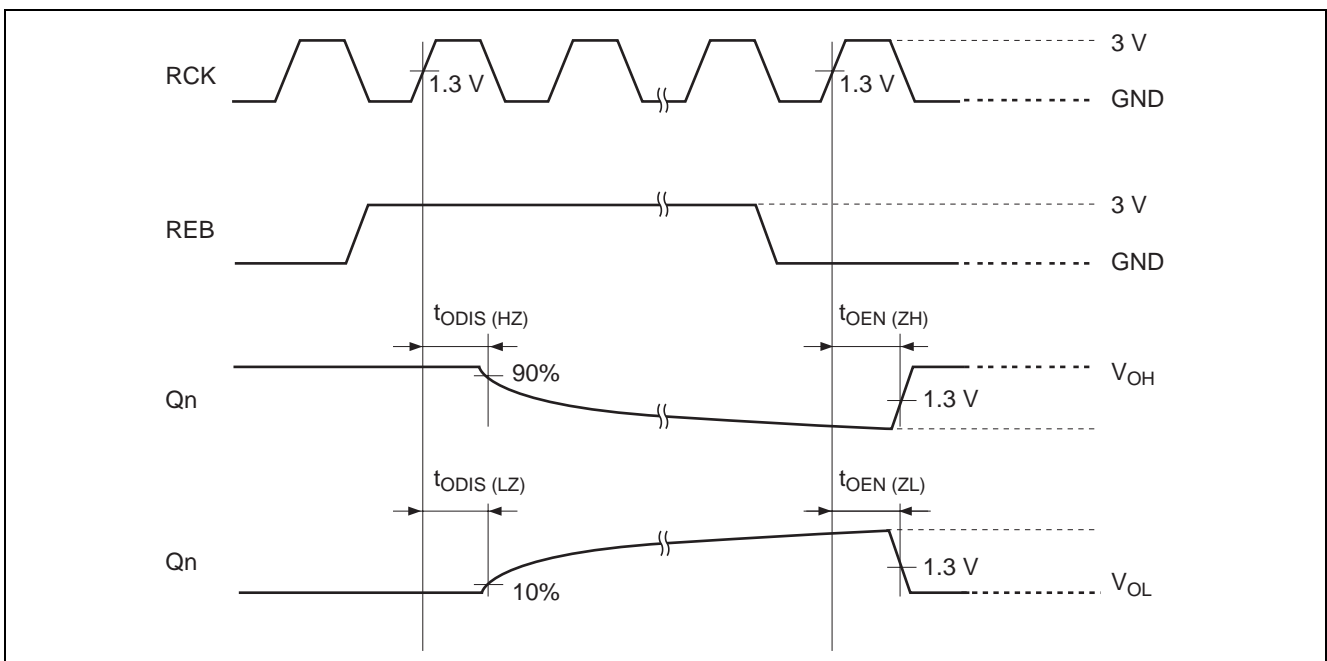 RCK
1.3 V
1.3 V
3 V
GND
REB
3 V
GND
tODIS (HZ)
tOEN (ZH)
Qn
90%
1.3 V
VOH
tODIS (LZ)
tOEN (ZL)
Qn
10%
1.3 V
VOL